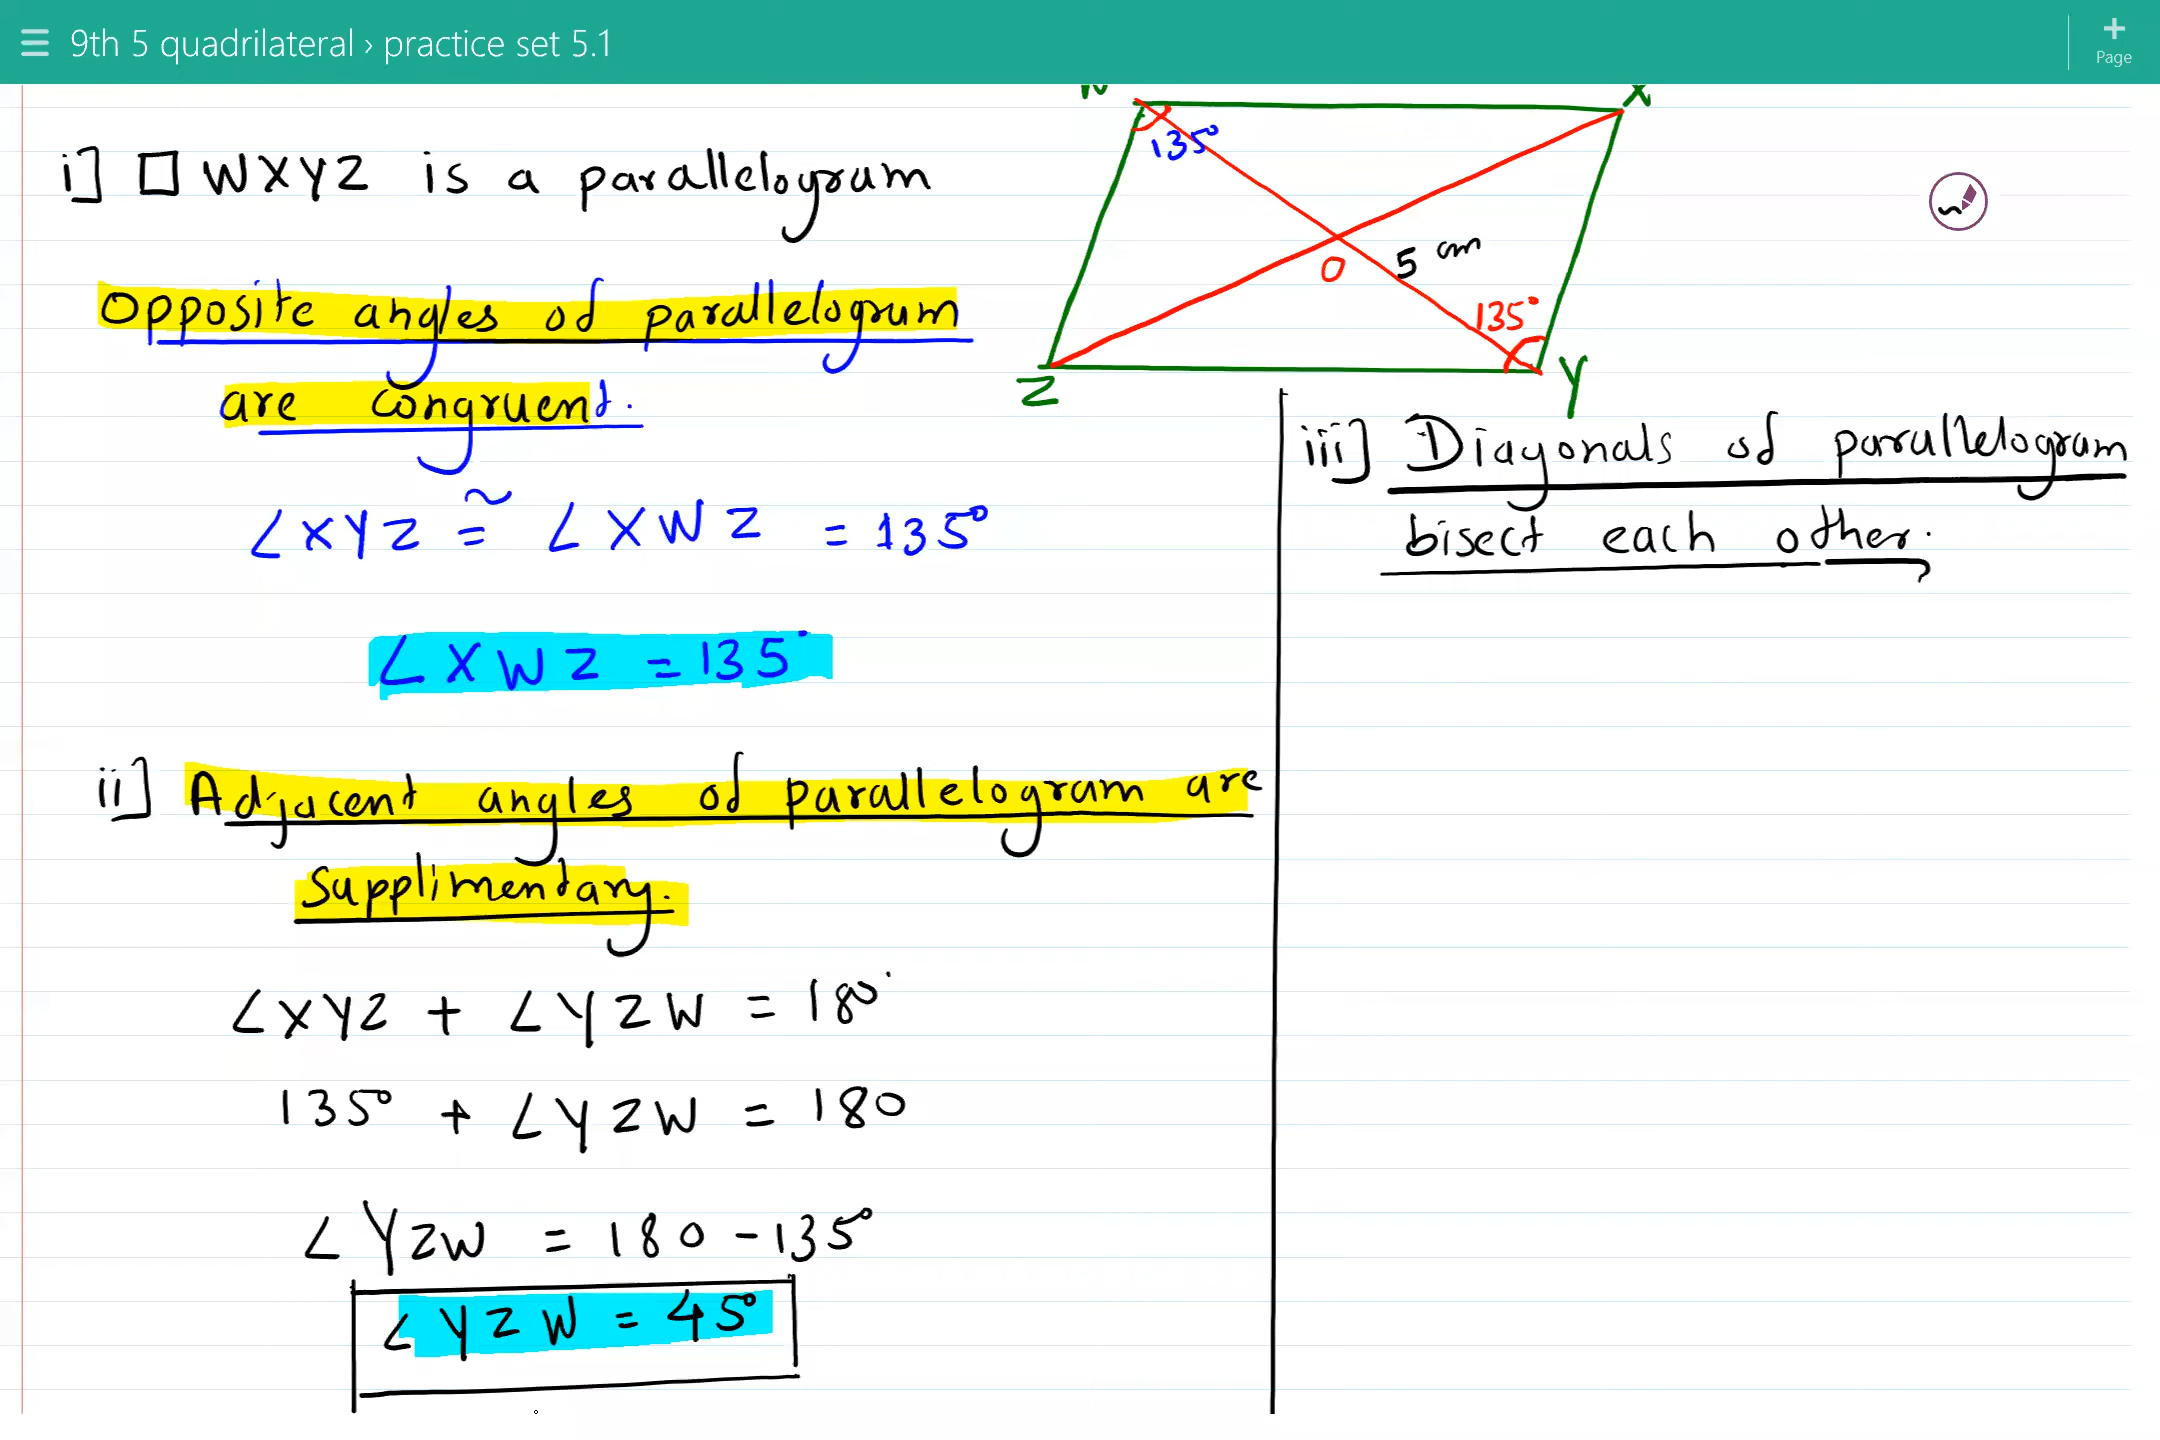 9th 5 quadrilateral › practice set 5.1
+
Page
W X
135°
O 5 cm
135°
Z Y
i] □ WXYZ is a parallelogram
Opposite angles of parallelogram
are congruent.
∠XYZ ≅ ∠XWZ = 135°
∠XWZ = 135°
ii] Adjacent angles of parallelogram are
Supplimentary.
∠XYZ + ∠YZW = 180°
135° + ∠YZW = 180
∠YZW = 180 - 135°
∠YZW = 45°
iii] Diagonals of parallelogram
bisect each other.